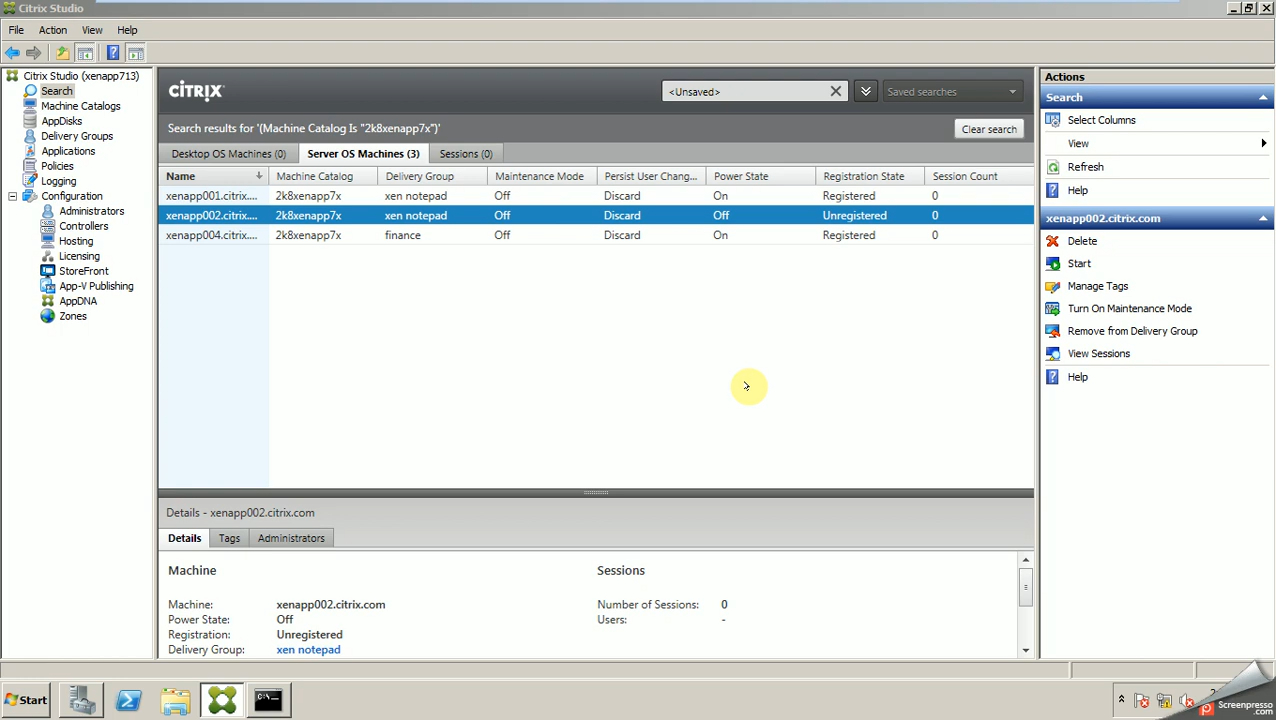 Citrix Studio
File Action View Help
Citrix Studio (xenapp713)
Search
Machine Catalogs
AppDisks
Delivery Groups
Applications
Policies
Logging
Configuration
Administrators
Controllers
Hosting
Licensing
StoreFront
App-V Publishing
AppDNA
Zones
CITRIX
<Unsaved>
Saved searches
Search results for '(Machine Catalog Is "2k8xenapp7x")'
Clear search
Desktop OS Machines (0) Server OS Machines (3) Sessions (0)
Name Machine Catalog Delivery Group Maintenance Mode Persist User Chang... Power State Registration State Session Count
xenapp001.citrix.... 2k8xenapp7x xen notepad Off Discard On Registered 0
xenapp002.citrix.... 2k8xenapp7x xen notepad Off Discard Off Unregistered 0
xenapp004.citrix.... 2k8xenapp7x finance Off Discard On Registered 0
Details - xenapp002.citrix.com
Details Tags Administrators
Machine
Machine: xenapp002.citrix.com
Power State: Off
Registration: Unregistered
Delivery Group: xen notepad
Sessions
Number of Sessions: 0
Users: -
Actions
Search
Select Columns
View
Refresh
Help
xenapp002.citrix.com
Delete
Start
Manage Tags
Turn On Maintenance Mode
Remove from Delivery Group
View Sessions
Help
Start
Screenpresso
.com